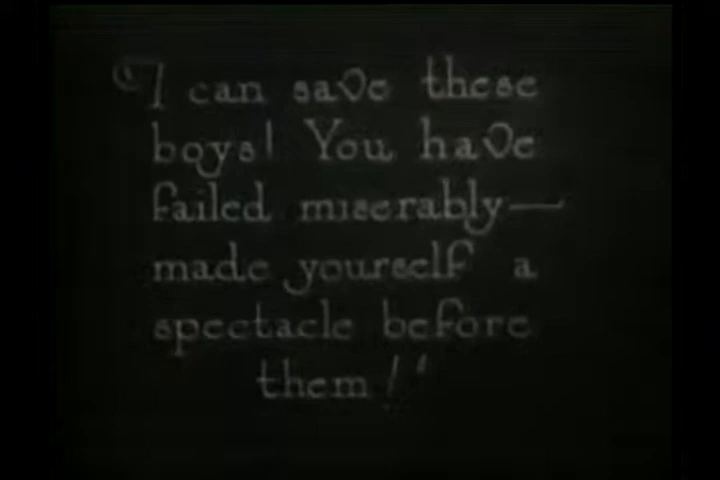 "I can save these
boys! You have
failed miserably—
made yourself a
spectacle before
them!"